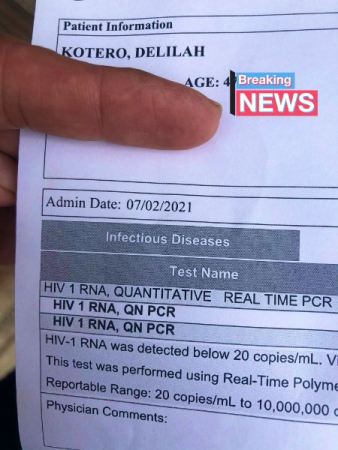 Patient Information
KOTERO, DELILAH
AGE: 4
Breaking
NEWS
Admin Date: 07/02/2021
Infectious Diseases
Test Name
HIV 1 RNA, QUANTITATIVE REAL TIME PCR
HIV 1 RNA, QN PCR
HIV 1 RNA, QN PCR
HIV-1 RNA was detected below 20 copies/mL. V
This test was performed using Real-Time Polyme
Reportable Range: 20 copies/mL to 10,000,000 c
Physician Comments: